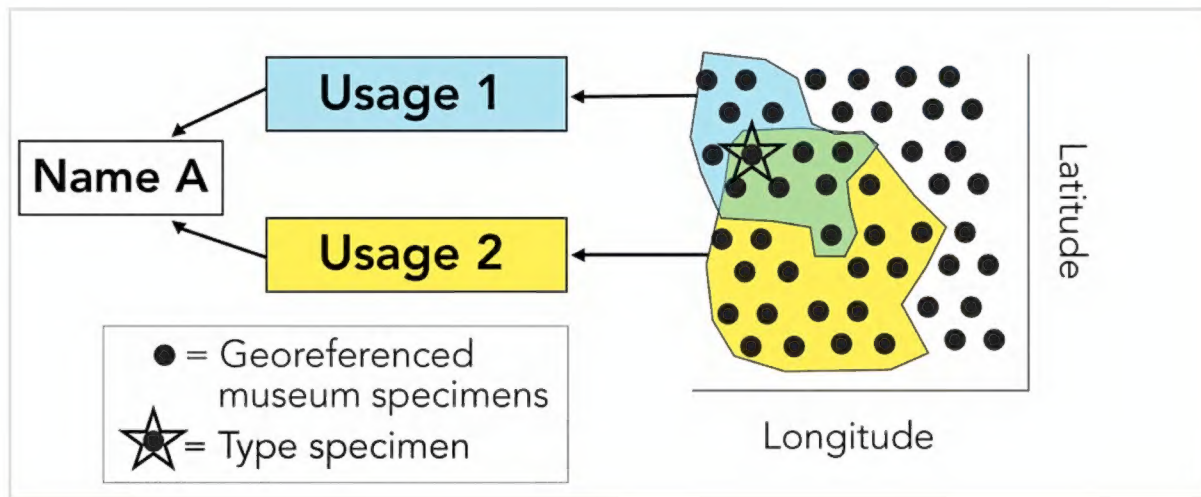 Usage 1
Name A
Usage 2
= Georeferenced
museum specimens
= Type specimen
Latitude
Longitude